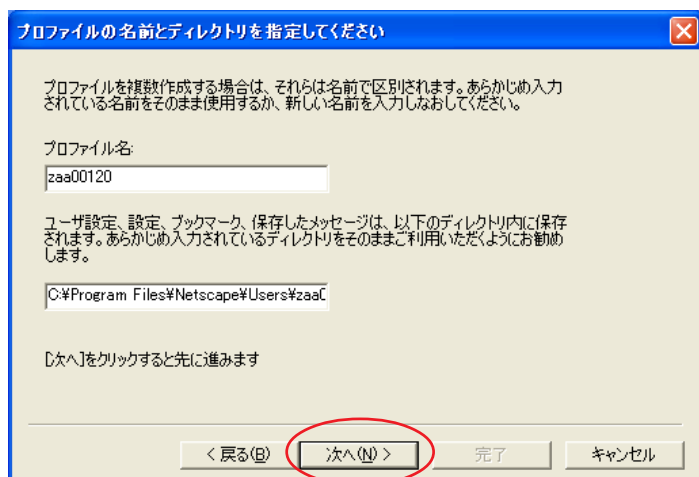 プロファイルの名前とディレクトリを指定してください
プロファイルを複数作成する場合は、それらは名前で区別されます。あらかじめ入力
されている名前をそのまま使用するか、新しい名前を入力しなおしてください。
プロファイル名:
zaa00120
ユーザ設定、設定、ブックマーク、保存したメッセージは、以下のディレクトリ内に保存
されます。あらかじめ入力されているディレクトリをそのままご利用いただくようにお勧め
します。
C:¥Program Files¥Netscape¥Users¥zaa0
[次へ]をクリックすると先に進みます
< 戻る(B) 次へ(N) > 完了 キャンセル